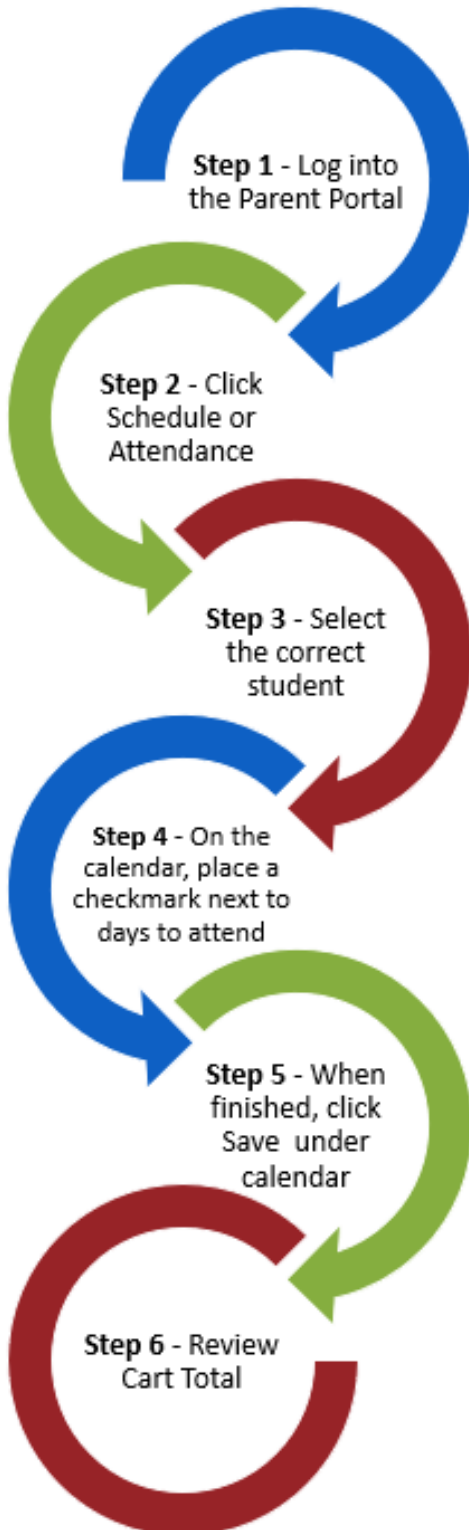 Step 1 - Log into
the Parent Portal
Step 2 - Click
Schedule or
Attendance
Step 3 - Select
the correct
student
Step 4 - On the
calendar, place a
checkmark next to
days to attend
Step 5 - When
finished, click
Save  under
calendar
Step 6 - Review
Cart Total